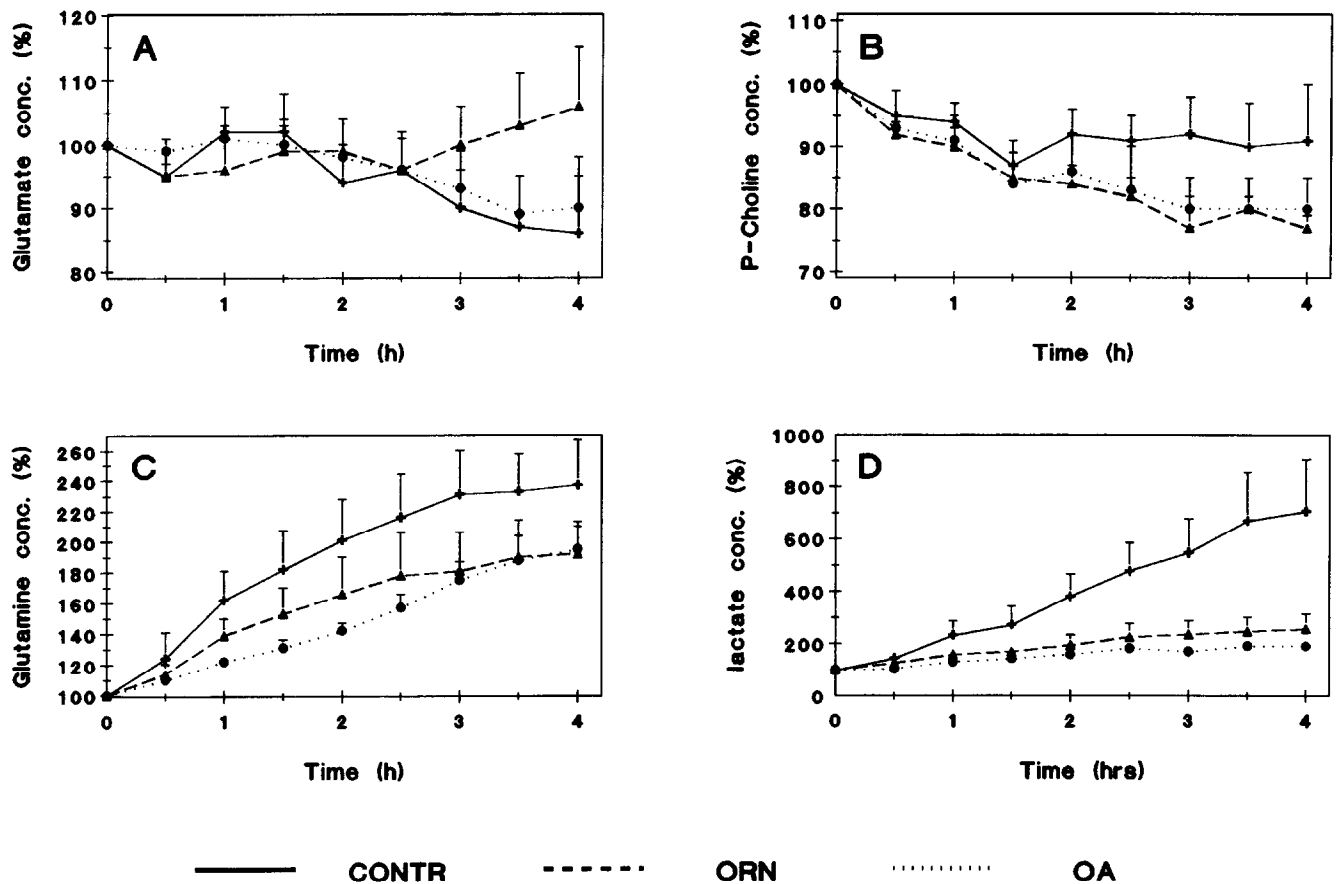 A
Glutamate conc. (%)
120
110
100
90
80
0 1 2 3 4
Time (h)
B
P-Choline conc. (%)
110
100
90
80
70
0 1 2 3 4
Time (h)
C
Glutamine conc. (%)
260
240
220
200
180
160
140
120
100
0 1 2 3 4
Time (h)
D
lactate conc. (%)
1000
800
600
400
200
0
0 1 2 3 4
Time (hrs)
CONTR ORN OA